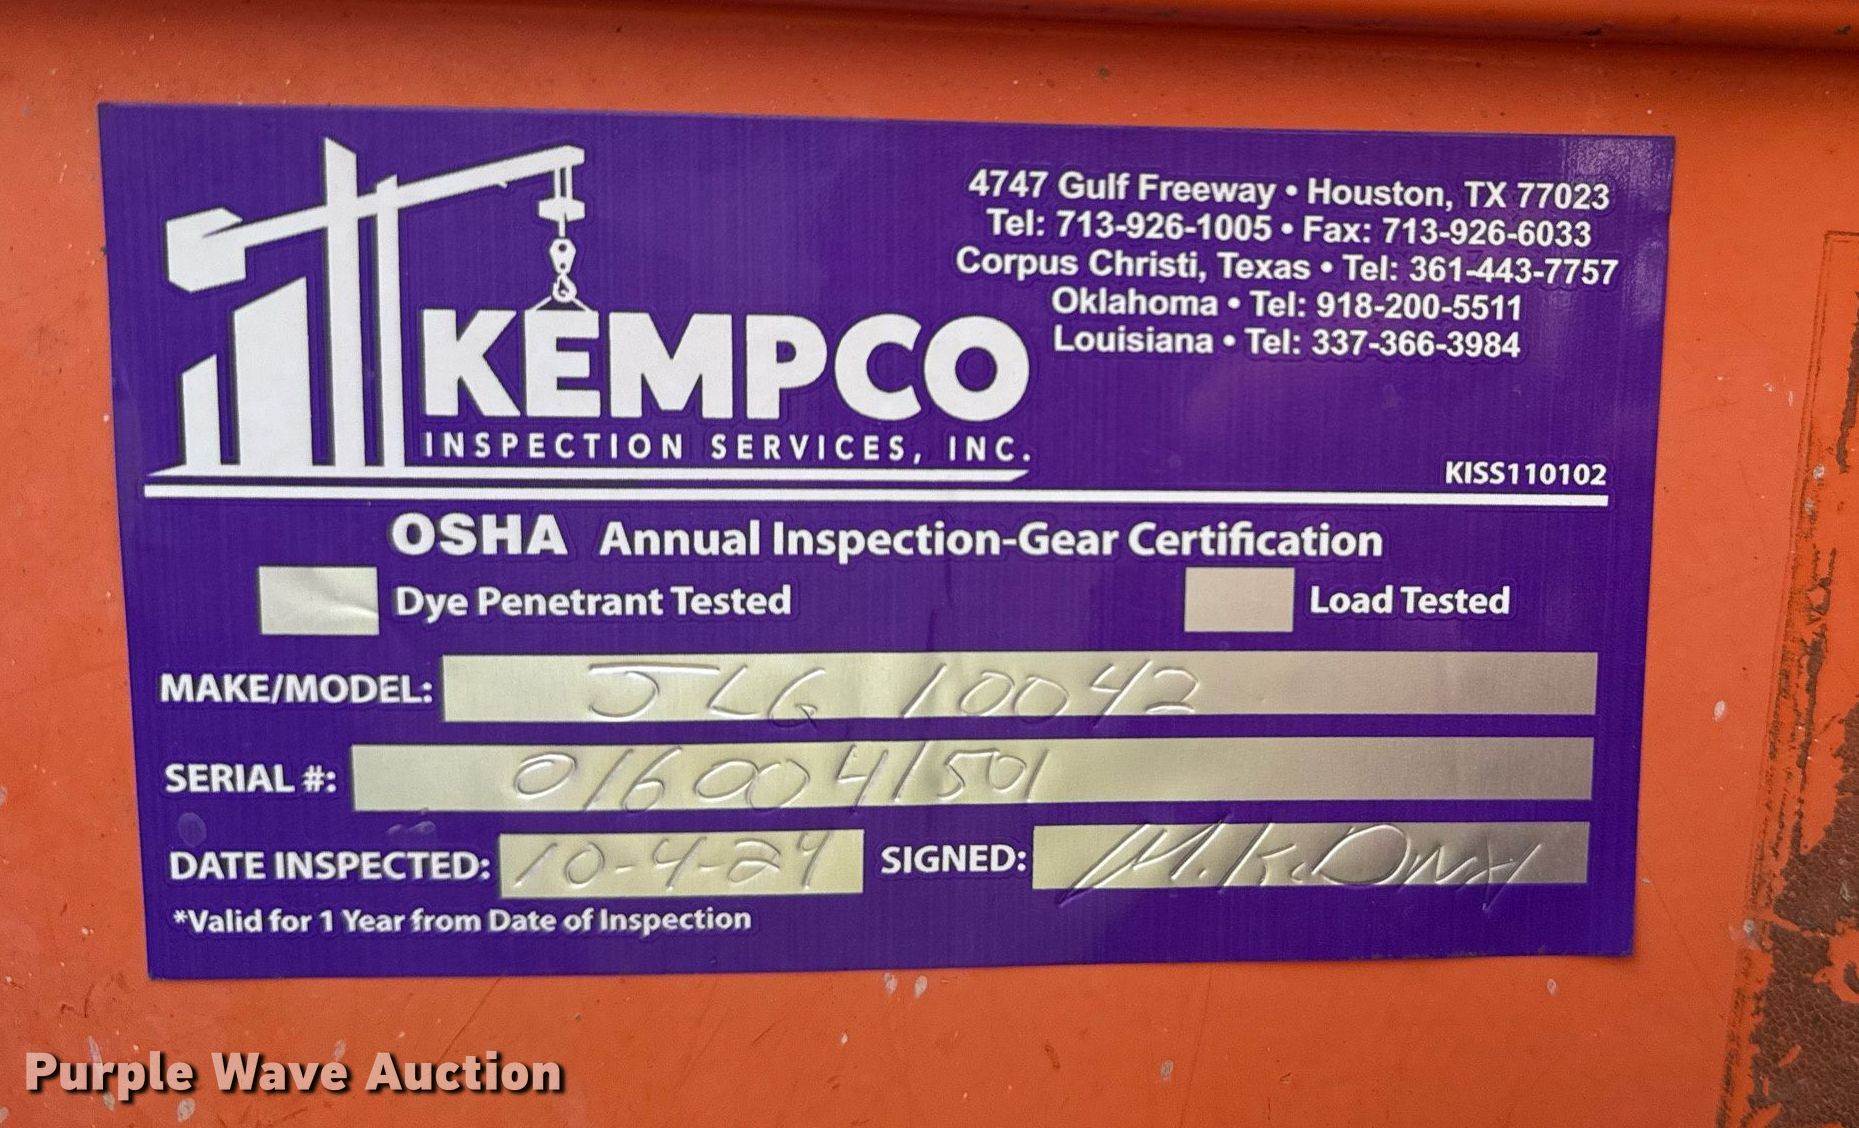 4747 Gulf Freeway • Houston, TX 77023
Tel: 713-926-1005 • Fax: 713-926-6033
Corpus Christi, Texas • Tel: 361-443-7757
Oklahoma • Tel: 918-200-5511
Louisiana • Tel: 337-366-3984
KEMPCO
INSPECTION SERVICES, INC.
KISS110102
OSHA Annual Inspection-Gear Certification
Dye Penetrant Tested Load Tested
MAKE/MODEL: JLG 10042
SERIAL #: 0160041501
DATE INSPECTED: 10-4-24 SIGNED: M.K.
*Valid for 1 Year from Date of Inspection
Purple Wave Auction